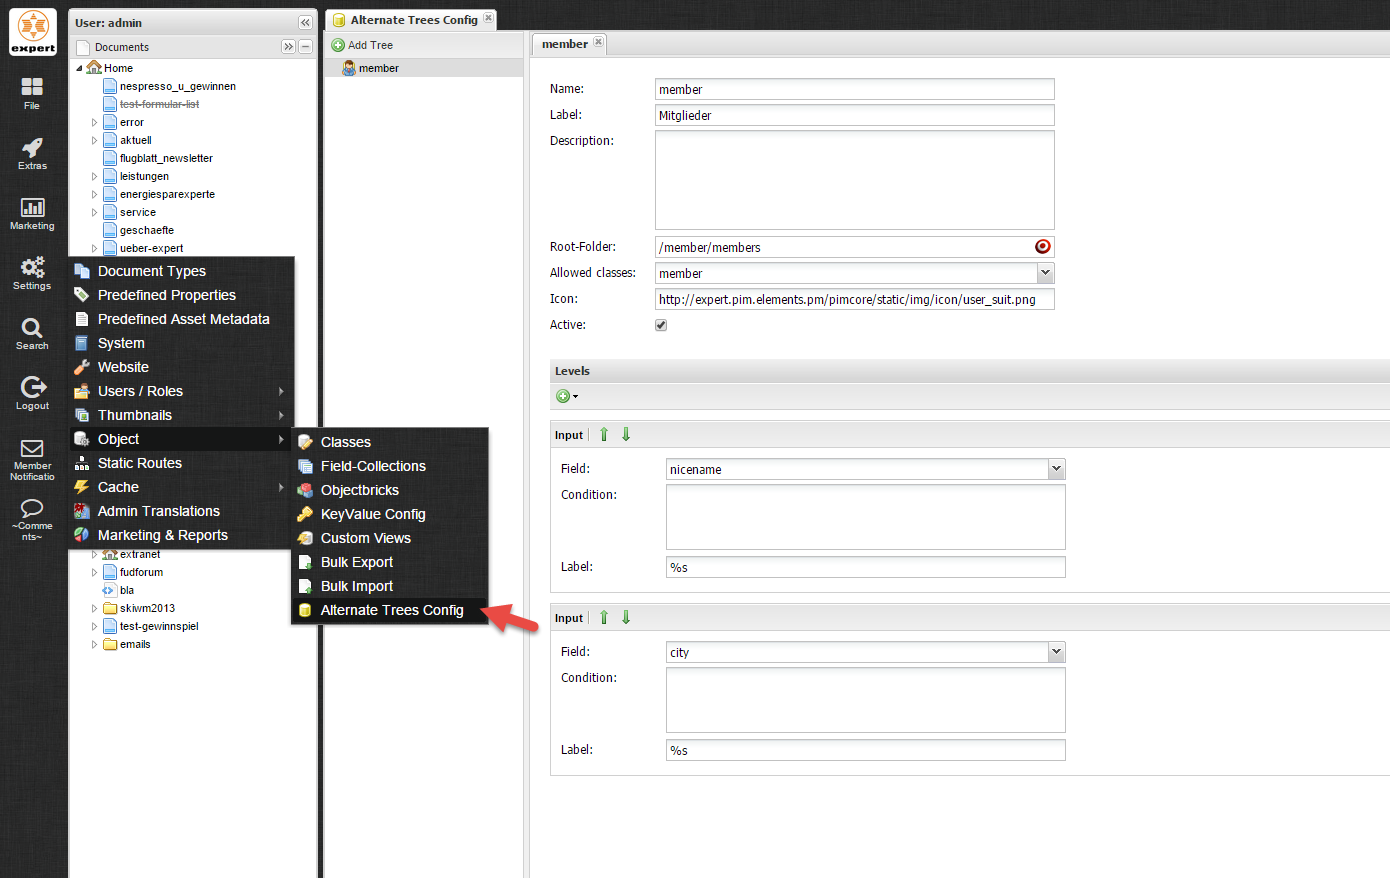 expert
File
Extras
Marketing
Settings
Search
Logout
Member
Notificatio
~Comme
nts~
User: admin
Documents
Home
nespresso_u_gewinnen
test-formular-list
error
aktuell
flugblatt_newsletter
leistungen
energiesparexperte
service
geschaefte
ueber-expert
Document Types
Predefined Properties
Predefined Asset Metadata
System
Website
Users / Roles
Thumbnails
Object
Static Routes
Cache
Admin Translations
Marketing & Reports
Classes
Field-Collections
Objectbricks
KeyValue Config
Custom Views
Bulk Export
Bulk Import
Alternate Trees Config
extranet
fudforum
bla
skiwm2013
test-gewinnspiel
emails
Alternate Trees Config
Add Tree
member
member
Name: member
Label: Mitglieder
Description:
Root-Folder: /member/members
Allowed classes: member
Icon: http://expert.pim.elements.pm/pimcore/static/img/icon/user_suit.png
Active:
Levels
Input
Field: nicename
Condition:
Label: %s
Input
Field: city
Condition:
Label: %s